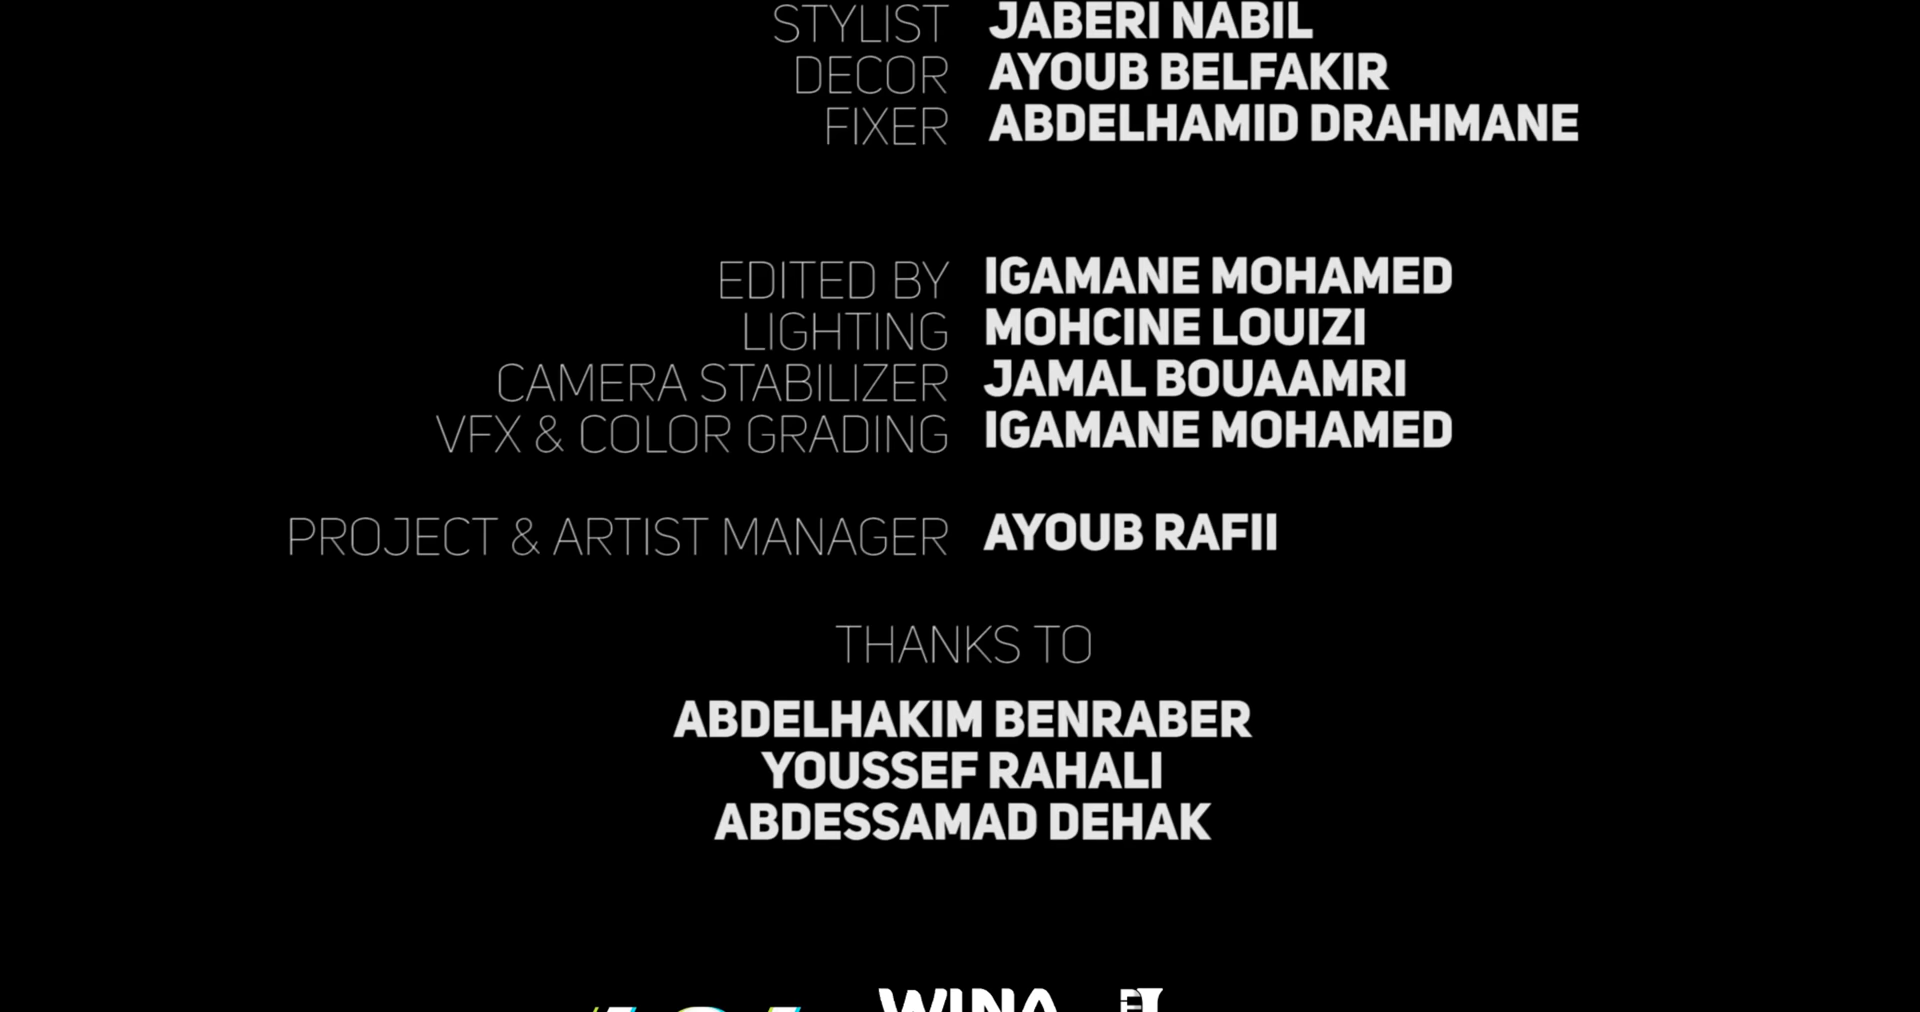 STYLIST JABERI NABIL
DECOR AYOUB BELFAKIR
FIXER ABDELHAMID DRAHMANE
EDITED BY IGAMANE MOHAMED
LIGHTING MOHCINE LOUIZI
CAMERA STABILIZER JAMAL BOUAAMRI
VFX & COLOR GRADING IGAMANE MOHAMED
PROJECT & ARTIST MANAGER AYOUB RAFII
THANKS TO
ABDELHAKIM BENRABER
YOUSSEF RAHALI
ABDESSAMAD DEHAK
WINA